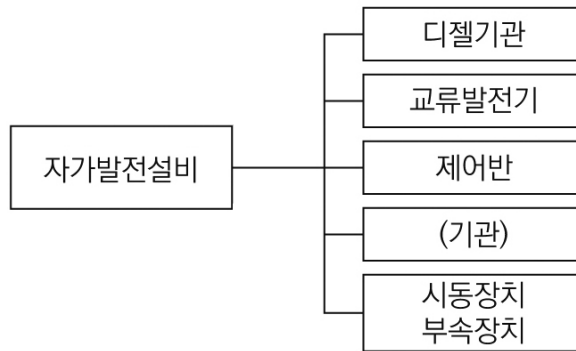 디젤기관
교류발전기
자가발전설비
제어반
(기관)
시동장치
부속장치